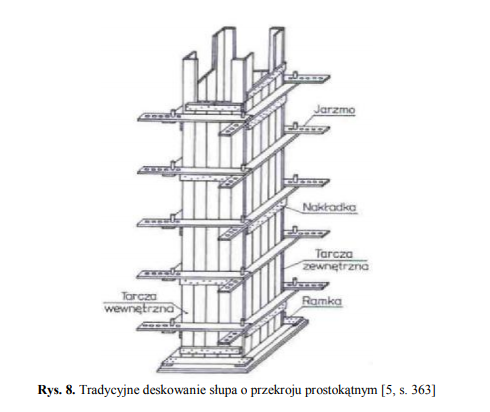 Jarzmo
Nakładka
Tarcza
zewnętrzna
Tarcza
wewnętrzna
Ramka
Rys. 8. Tradycyjne deskowanie słupa o przekroju prostokątnym [5, s. 363]